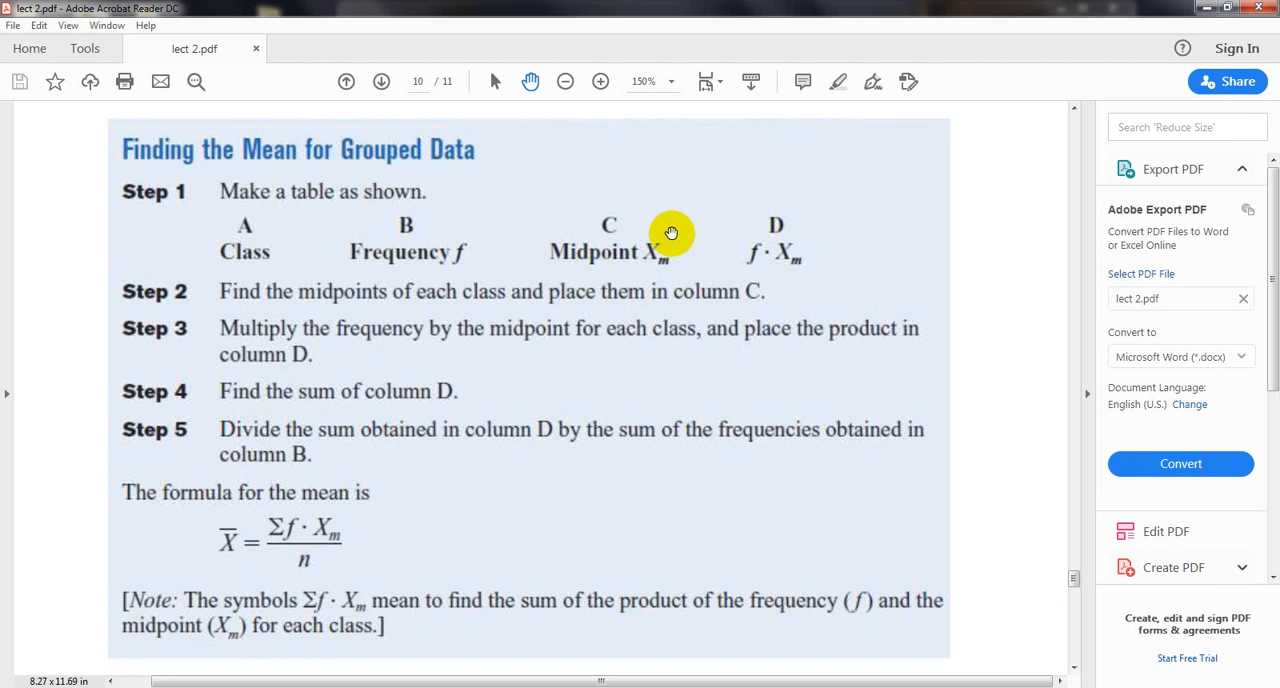 lect 2.pdf - Adobe Acrobat Reader DC
File Edit View Window Help
Home Tools lect 2.pdf × ? Sign In
10 / 11 150% Share
Finding the Mean for Grouped Data
Step 1 Make a table as shown.
A B C D
Class Frequency f Midpoint Xm f · Xm
Step 2 Find the midpoints of each class and place them in column C.
Step 3 Multiply the frequency by the midpoint for each class, and place the product in
column D.
Step 4 Find the sum of column D.
Step 5 Divide the sum obtained in column D by the sum of the frequencies obtained in
column B.
The formula for the mean is
X̄ = Σf · Xm / n
[Note: The symbols Σf · Xm mean to find the sum of the product of the frequency (f) and the
midpoint (Xm) for each class.]
8.27 x 11.69 in
Search 'Reduce Size'
Export PDF
Adobe Export PDF
Convert PDF Files to Word
or Excel Online
Select PDF File
lect 2.pdf
Convert to
Microsoft Word (*.docx)
Document Language:
English (U.S.) Change
Convert
Edit PDF
Create PDF
Create, edit and sign PDF
forms & agreements
Start Free Trial